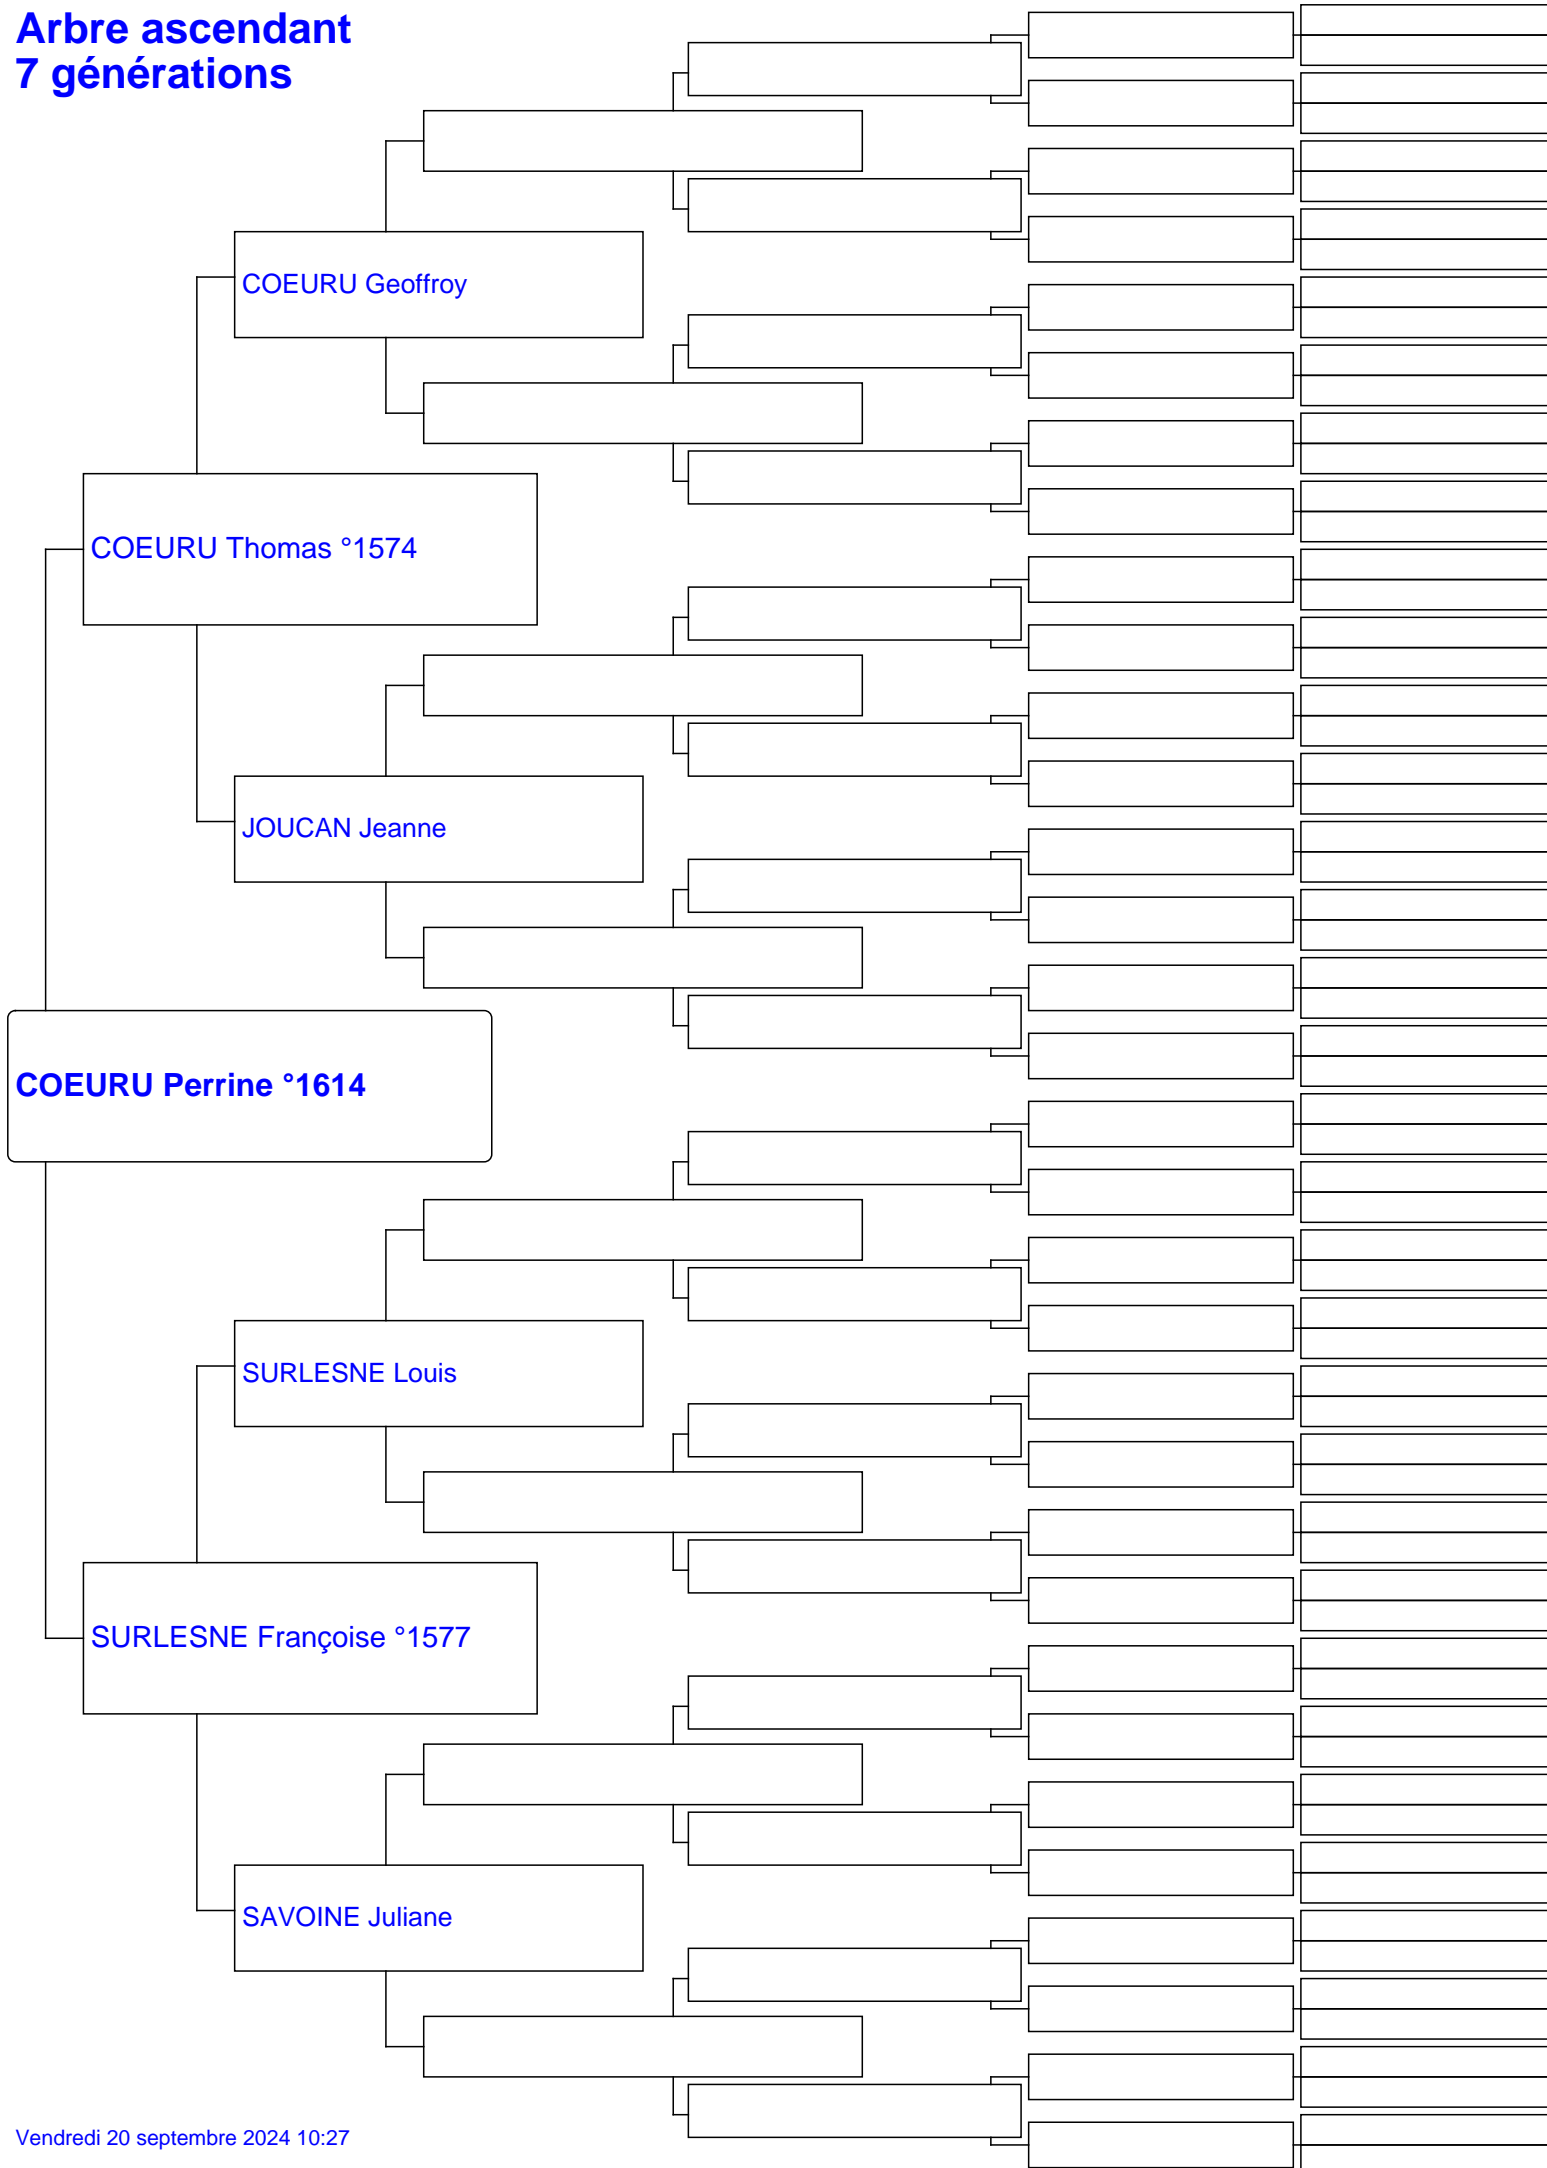 Arbre ascendant
7 générations
COEURU Geoffroy
COEURU Thomas °1574
JOUCAN Jeanne
COEURU Perrine °1614
SURLESNE Louis
SURLESNE Françoise °1577
SAVOINE Juliane
Vendredi 20 septembre 2024 10:27